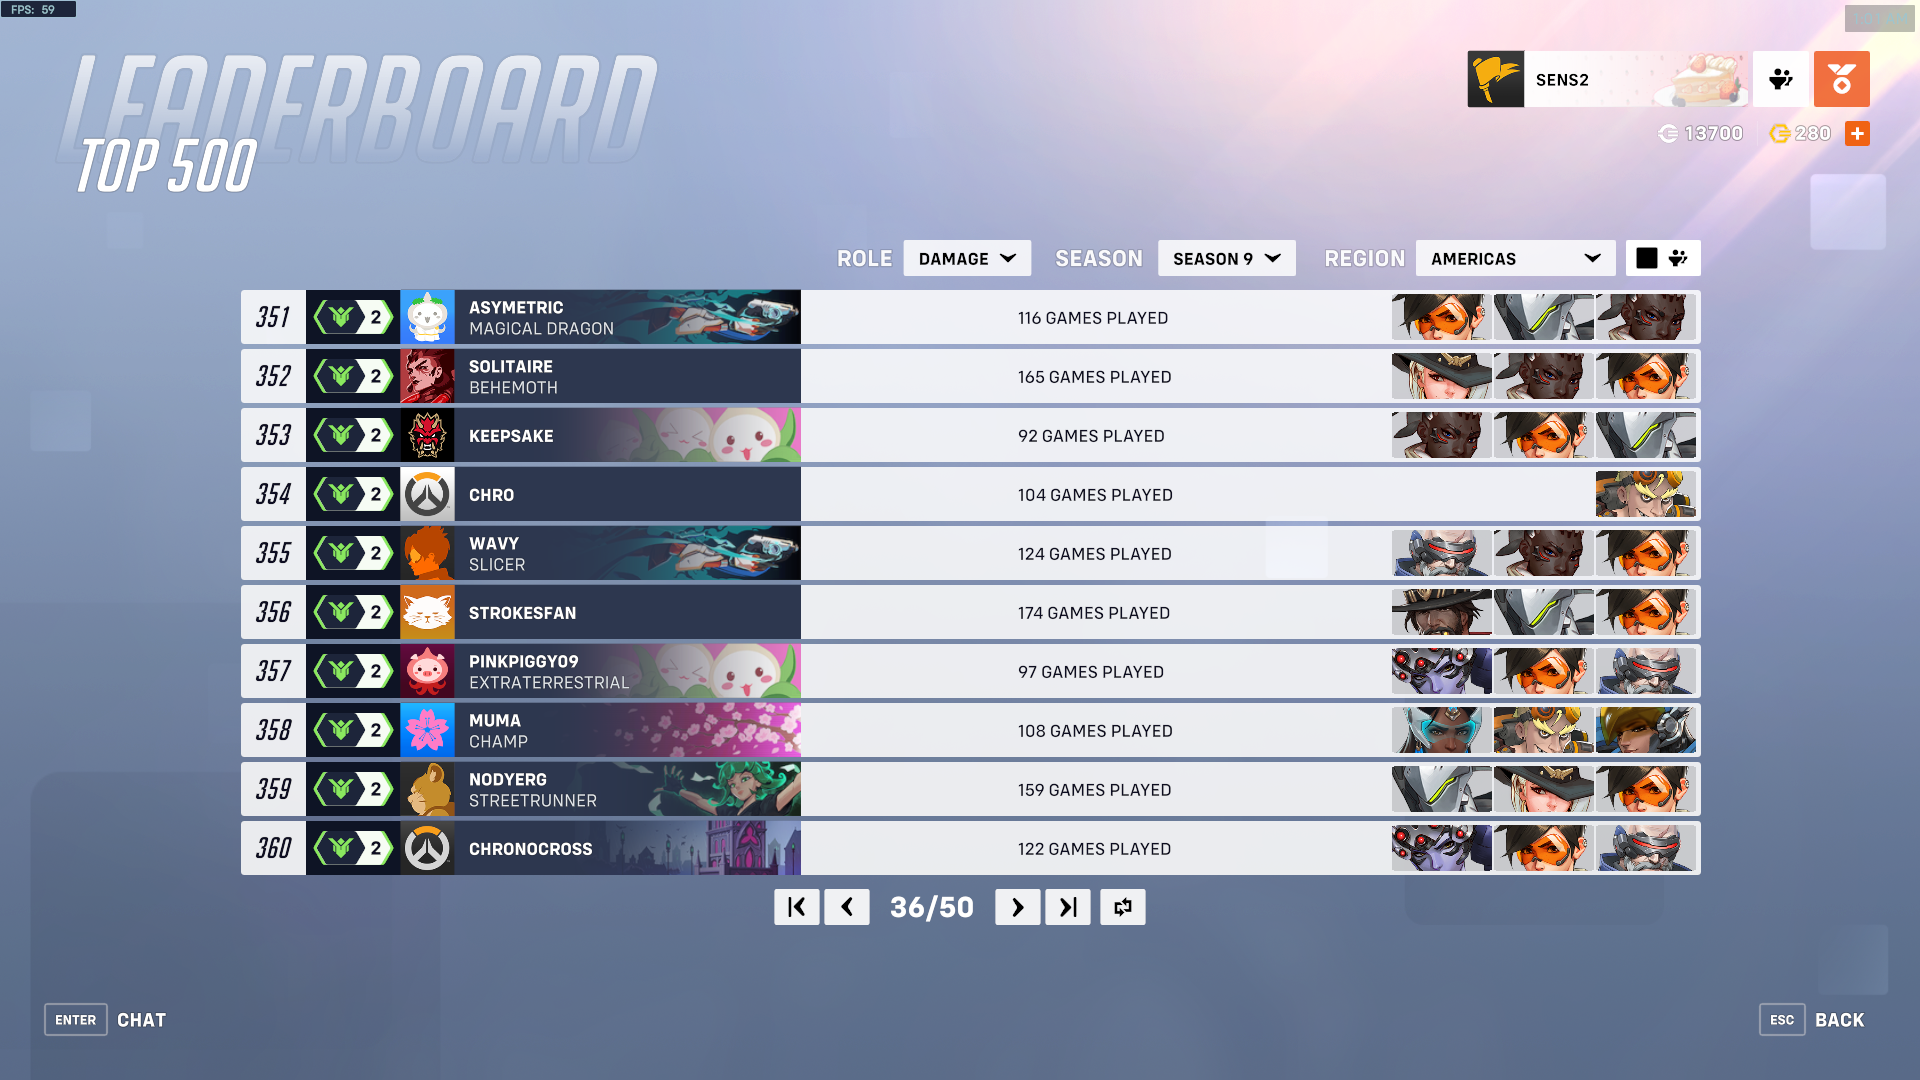 FPS: 59
LEADERBOARD
TOP 500
SENS2
13700 280
ROLE DAMAGE SEASON SEASON 9 REGION AMERICAS
351 2 ASYMETRIC 116 GAMES PLAYED
MAGICAL DRAGON
352 2 SOLITAIRE 165 GAMES PLAYED
BEHEMOTH
353 2 KEEPSAKE 92 GAMES PLAYED
354 2 CHRO 104 GAMES PLAYED
355 2 WAVY 124 GAMES PLAYED
SLICER
356 2 STROKESFAN 174 GAMES PLAYED
357 2 PINKPIGGY09 97 GAMES PLAYED
EXTRATERRESTRIAL
358 2 MUMA 108 GAMES PLAYED
CHAMP
359 2 NODYERG 159 GAMES PLAYED
STREETRUNNER
360 2 CHRONOCROSS 122 GAMES PLAYED
36/50
ENTER CHAT
ESC BACK